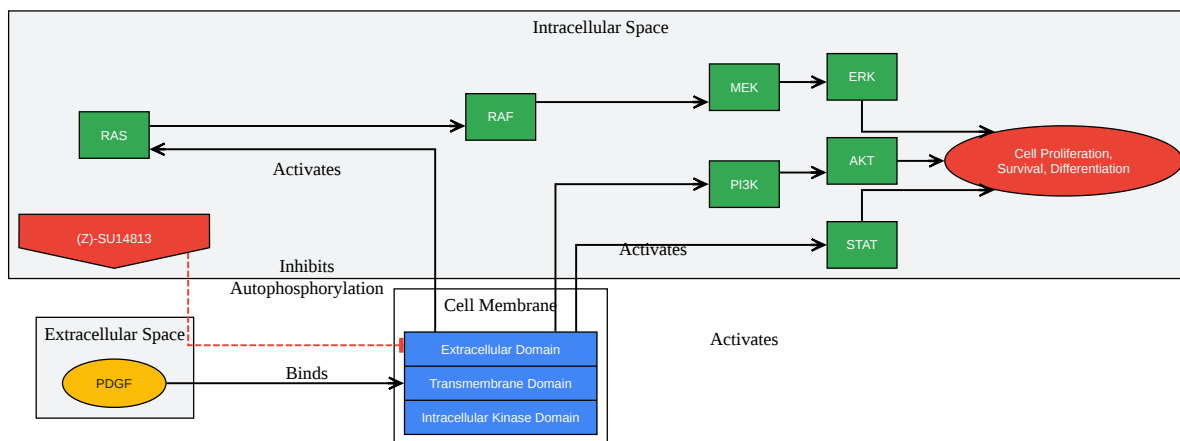 Intracellular Space
MEK
ERK
RAF
RAS
Activates
PI3K
AKT
Cell Proliferation,
Survival, Differentiation
(Z)-SU14813
Activates
STAT
Inhibits
Autophosphorylation
Cell Membrane
Extracellular Space
Extracellular Domain
Activates
PDGF
Binds
Transmembrane Domain
Intracellular Kinase Domain